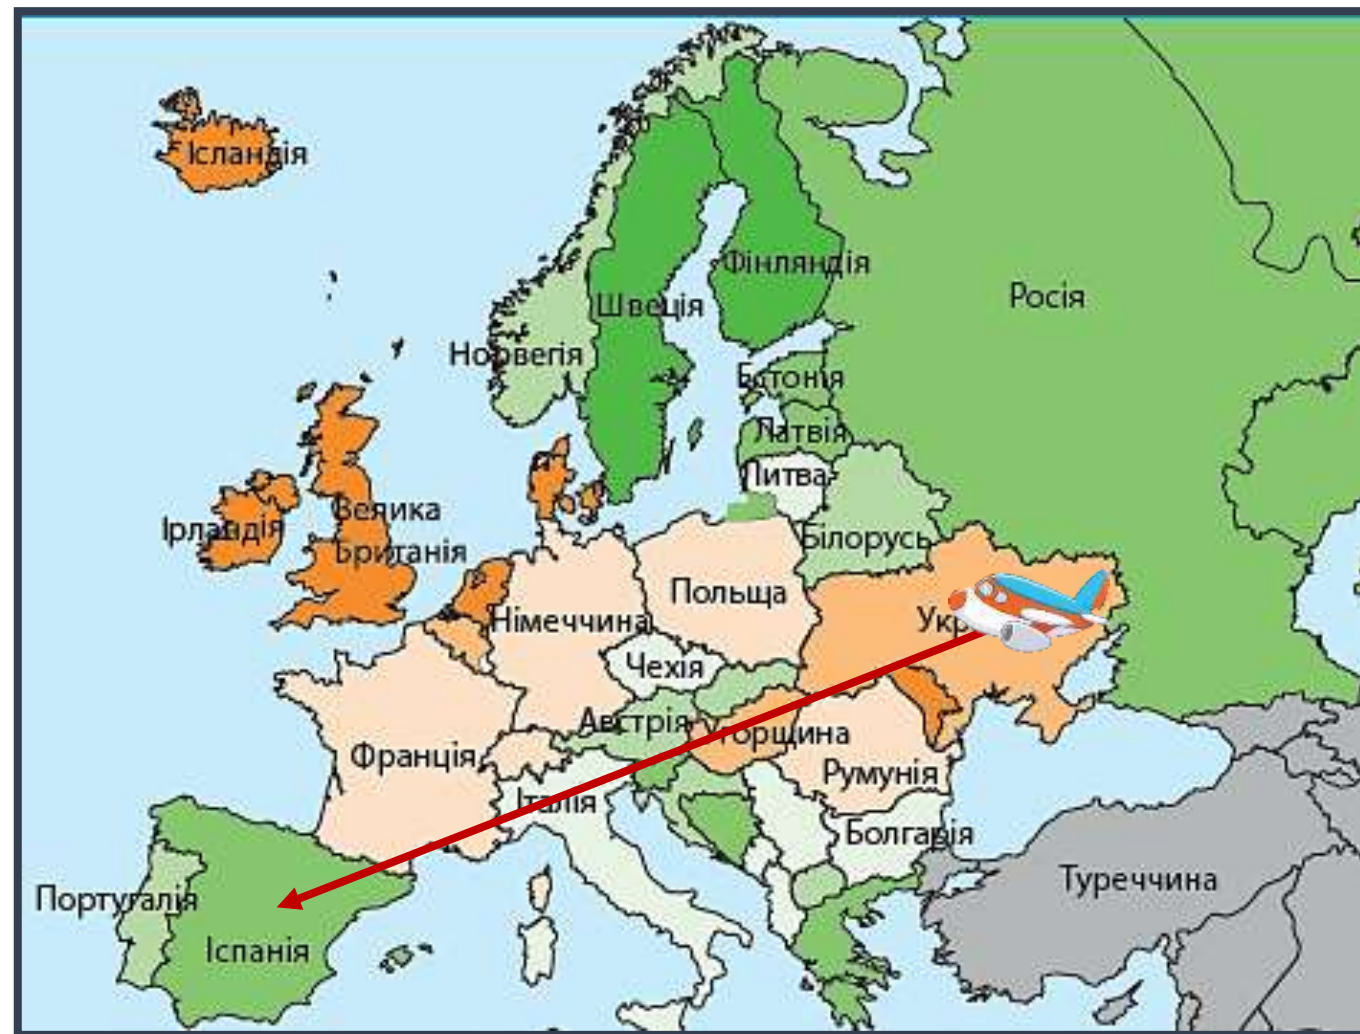 Ісландія
Фінляндія
Росія
Швеція
Норвегія
Естонія
Латвія
Литва
Велика
Британія
Ірландія
Білорусь
Польща
Німеччина
Укр
Чехія
Австрія
Угорщина
Франція
Румунія
Італія
Болгарія
Туреччина
Португалія
Іспанія